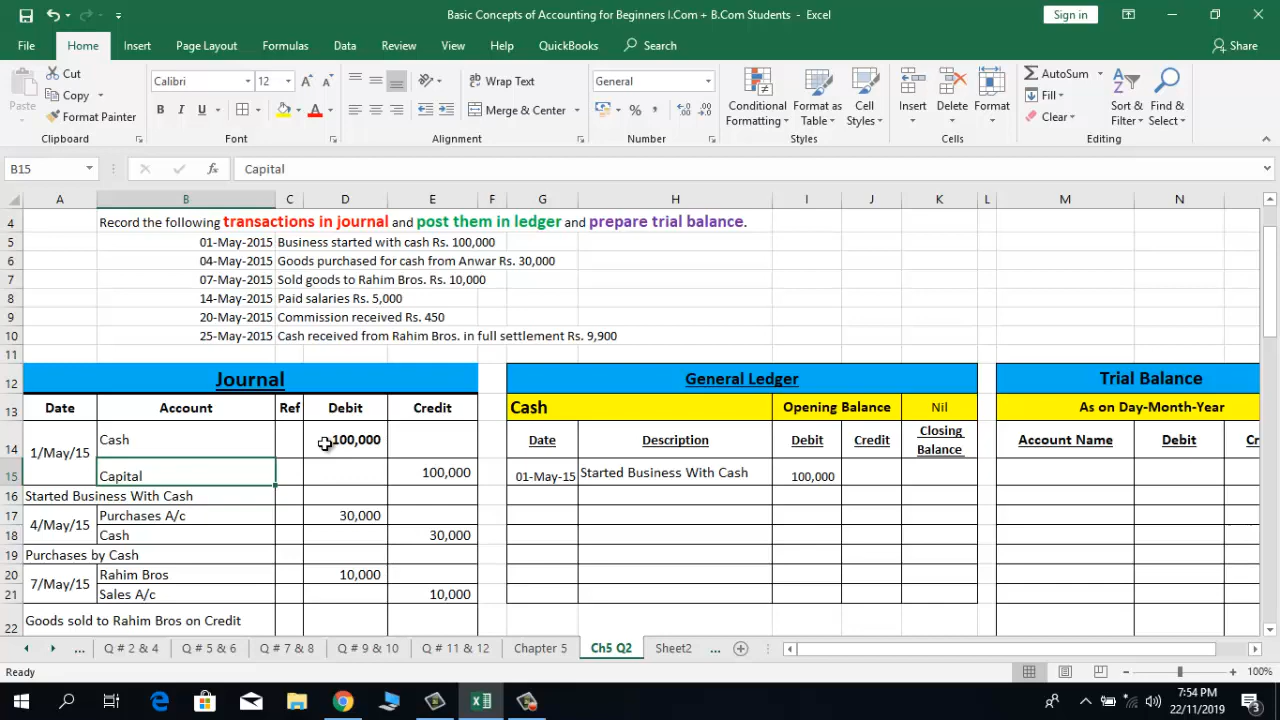 Basic Concepts of Accounting for Beginners I.Com + B.Com Students - Excel
Sign in
File Home Insert Page Layout Formulas Data Review View Help QuickBooks Search Share
Paste
Cut
Copy
Format Painter
Calibri 12
B I U
Wrap Text
Merge & Center
General
Conditional Formatting
Format as Table
Cell Styles
Insert
Delete
Format
AutoSum
Fill
Clear
Sort & Filter
Find & Select
Clipboard Font Alignment Number Styles Cells Editing
B15 fx Capital
A B C D E F G H I J K L M N
4 Record the following transactions in journal and post them in ledger and prepare trial balance.
5 01-May-2015 Business started with cash Rs. 100,000
6 04-May-2015 Goods purchased for cash from Anwar Rs. 30,000
7 07-May-2015 Sold goods to Rahim Bros. Rs. 10,000
8 14-May-2015 Paid salaries Rs. 5,000
9 20-May-2015 Commission received Rs. 450
10 25-May-2015 Cash received from Rahim Bros. in full settlement Rs. 9,900
11
12 Journal General Ledger Trial Balance
13 Date Account Ref Debit Credit Cash Opening Balance Nil As on Day-Month-Year
14 1/May/15 Cash 100,000 Date Description Debit Credit Closing Balance Account Name Debit Cr
15 Capital 100,000 01-May-15 Started Business With Cash 100,000
16 Started Business With Cash
17 4/May/15 Purchases A/c 30,000
18 Cash 30,000
19 Purchases by Cash
20 7/May/15 Rahim Bros 10,000
21 Sales A/c 10,000
22 Goods sold to Rahim Bros on Credit
... Q # 2 & 4 Q # 5 & 6 Q # 7 & 8 Q # 9 & 10 Q # 11 & 12 Chapter 5 Ch5 Q2 Sheet2 ...
Ready 100%
7:54 PM
22/11/2019
3